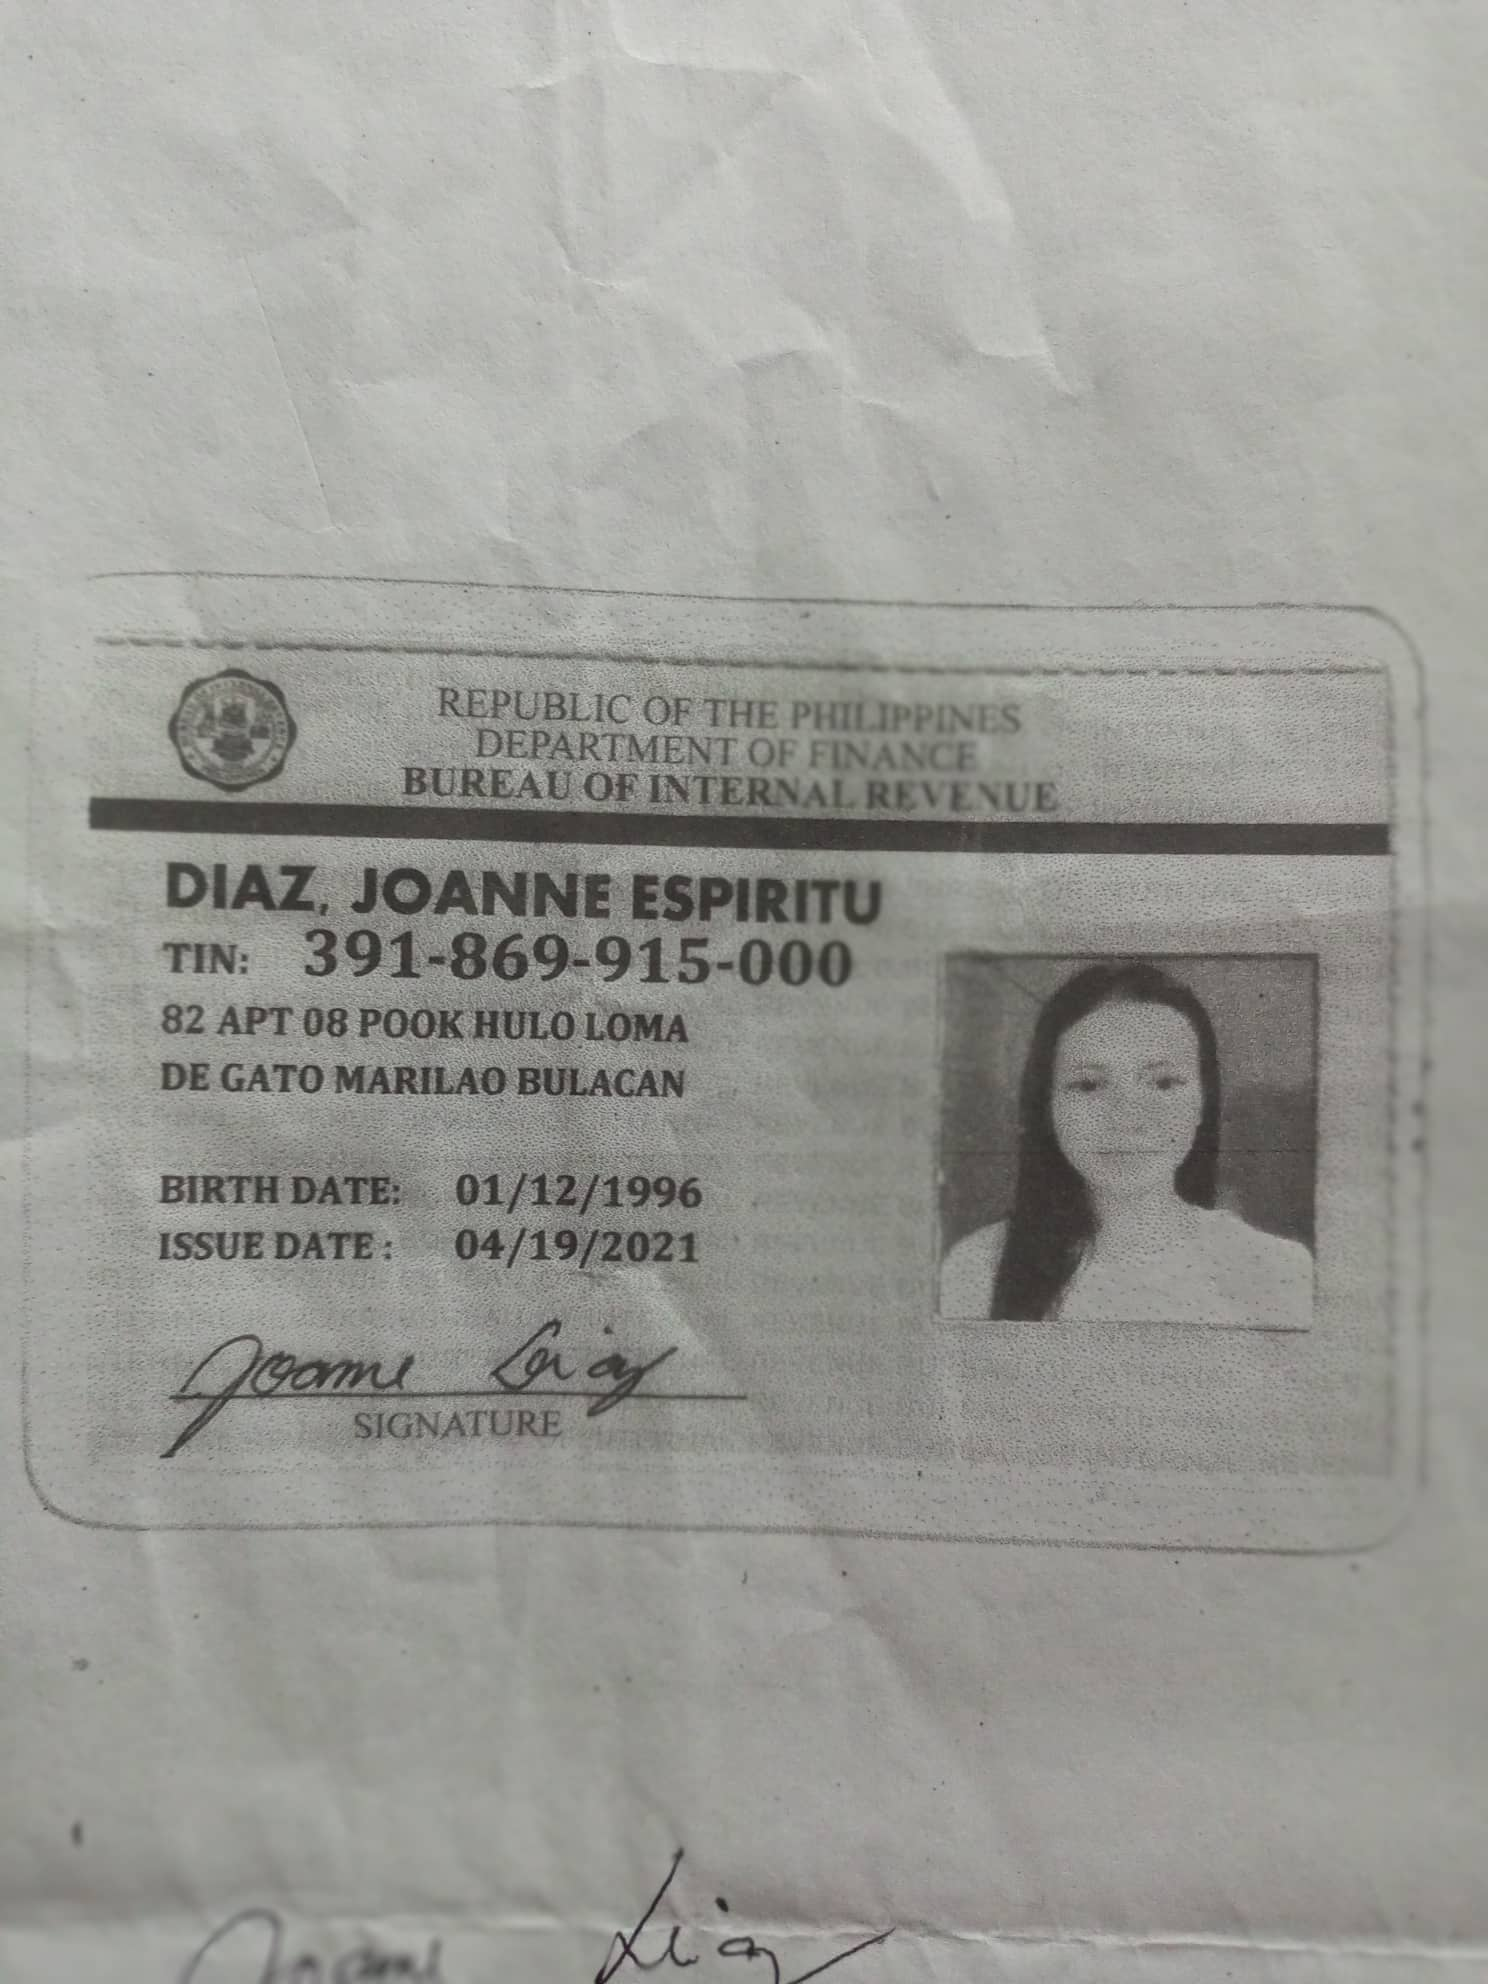 REPUBLIC OF THE PHILIPPINES
DEPARTMENT OF FINANCE
BUREAU OF INTERNAL REVENUE
DIAZ, JOANNE ESPIRITU
TIN: 391-869-915-000
82 APT 08 POOK HULO LOMA
DE GATO MARILAO BULACAN
BIRTH DATE: 01/12/1996
ISSUE DATE : 04/19/2021
Joanne Diaz
SIGNATURE
Joanne Diaz